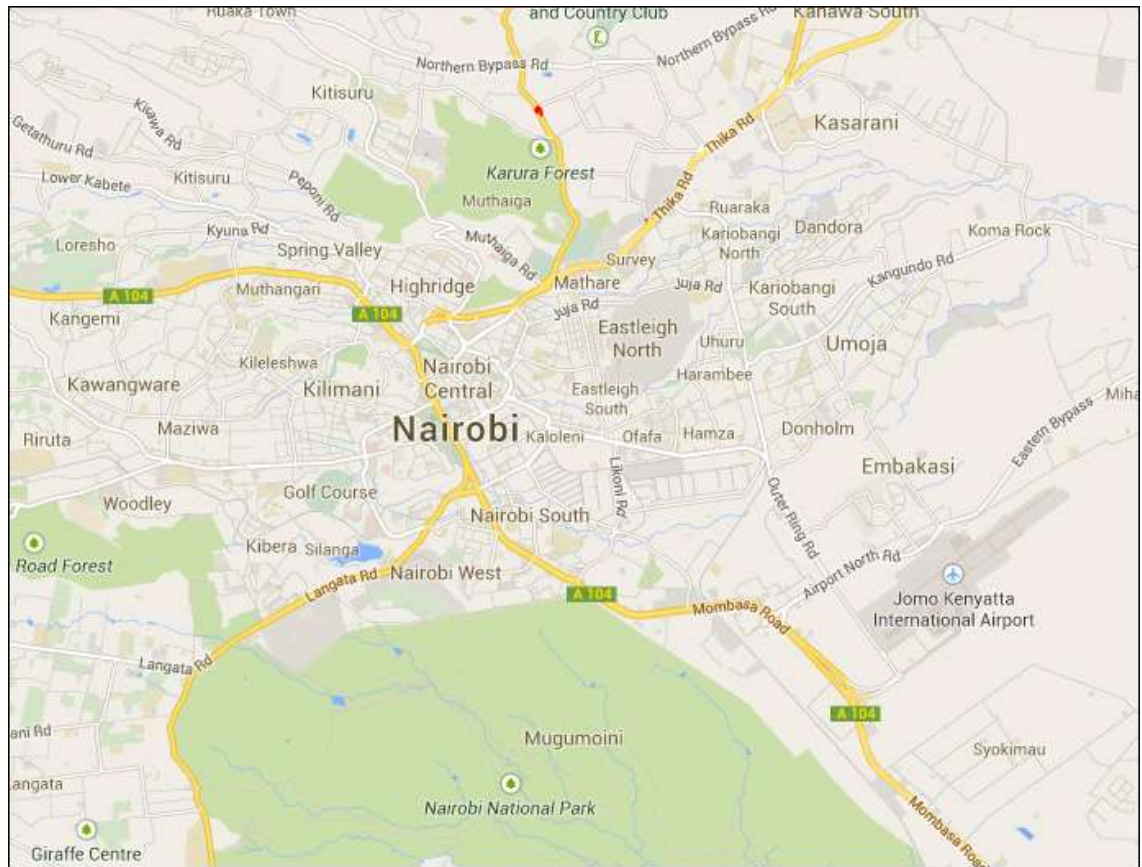 Ruaka Town
and Country Club
Kahawa South
Northern Bypass Rd
Northern Bypass Rd
Kitisuru
Kisawa Rd
Getathuru Rd
Thika Rd
Kasarani
Karura Forest
Kitisuru
Lower Kabete
Peponi Rd
Muthaiga
Thika Rd
Ruaraka
Dandora
Kyuna Rd
Loresho
Spring Valley
Muthaiga Rd
Kariobangi
North
Koma Rock
Survey
Kangundo Rd
A 104
Muthangari
Highridge
Mathare
Juja Rd
Juja Rd
Kariobangi
South
Kangemi
A 104
Eastleigh
North
Uhuru
Umoja
Kileleshwa
Nairobi
Central
Harambee
Kawangware
Kilimani
Eastleigh
South
Miha
Riruta
Maziwa
Nairobi
Kaloleni
Ofafa
Hamza
Donholm
Eastern Bypass
Embakasi
Likoni Rd
Outer Ring Rd
Golf Course
Woodley
Nairobi South
Kibera
Silanga
Road Forest
Langata Rd
Nairobi West
Airport North Rd
A 104
Mombasa Road
Jomo Kenyatta
International Airport
Langata Rd
A 104
ani Rd
Mugumoini
Syokimau
Langata
Nairobi National Park
Mombasa Road
Giraffe Centre